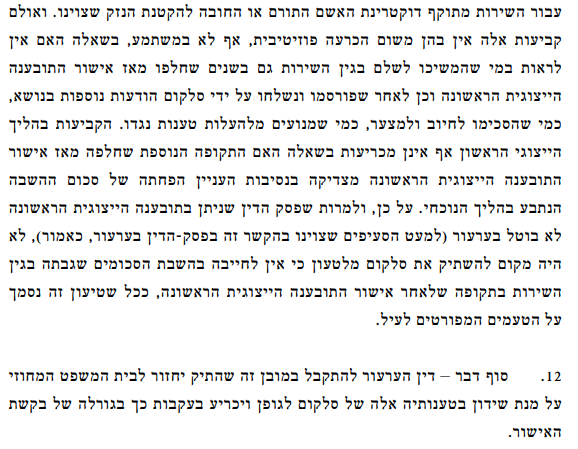 עבור השירות מתוקף דוקטרינת האשם התורם או החובה להקטנת הנזק שצוינו. ואולם
קביעות אלה אין בהן משום הכרעה פוזיטיבית, אף לא במשתמע, בשאלה האם אין
לראות במי שהמשיכו לשלם בגין השירות גם בשנים שחלפו מאז אישור התובענה
הייצוגית הראשונה וכן לאחר שפורסמו ונשלחו על ידי סלקום הודעות נוספות בנושא,
כמי שהסכימו לחיוב ולמצער, כמי שמנועים מלהעלות טענות נגדו. הקביעות בהליך
הייצוגי הראשון אף אינן מכריעות בשאלה האם התקופה הנוספת שחלפה מאז אישור
התובענה הייצוגית הראשונה מצדיקה בנסיבות העניין הפחתה של סכום ההשבה
הנתבע בהליך הנוכחי. על כן, ולמרות שפסק הדין שניתן בתובענה הייצוגית הראשונה
לא בוטל בערעור (למעט הסעיפים שצוינו בהקשר זה בפסק-הדין בערעור, כאמור), לא
היה מקום להשתיק את סלקום מלטעון כי אין לחייבה בהשבת הסכומים שגבתה בגין
השירות בתקופה שלאחר אישור התובענה הייצוגית הראשונה, ככל שטיעון זה נסמך
על הטעמים המפורטים לעיל.
12. סוף דבר – דין הערעור להתקבל במובן זה שהתיק יחזור לבית המשפט המחוזי
על מנת שידון בטענותיה אלה של סלקום לגופן ויכריע בעקבות כך בגורלה של בקשת
האישור.